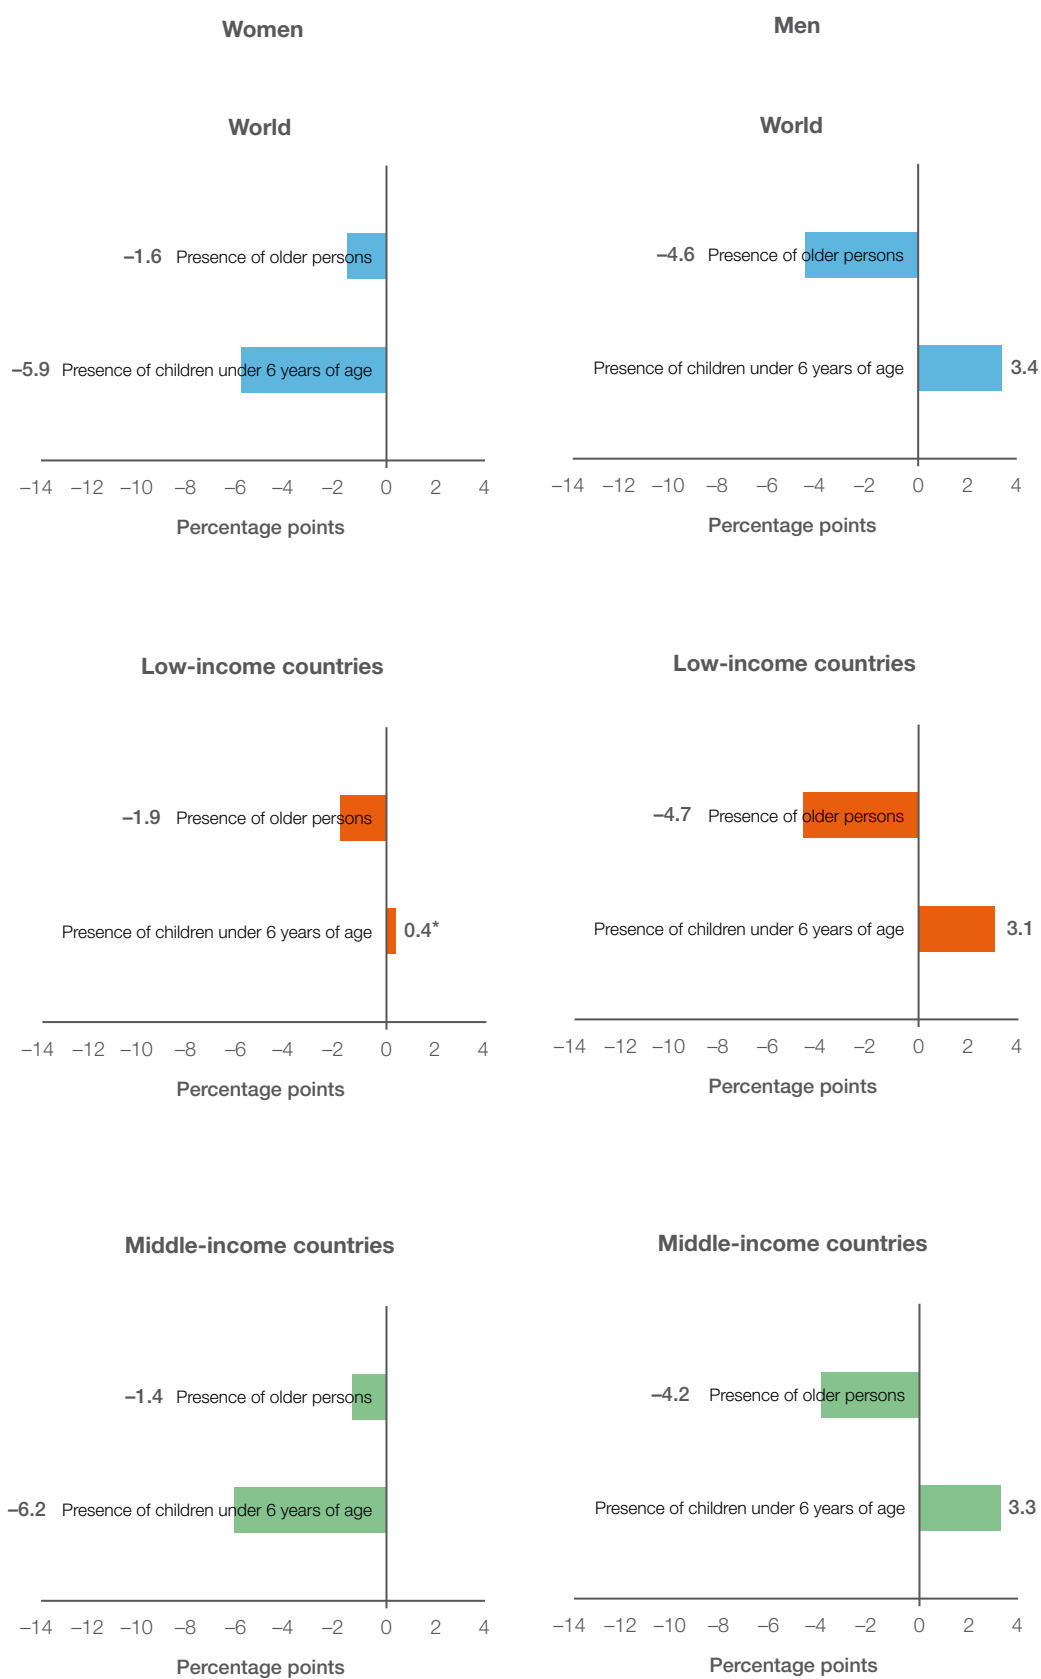 Women
Men
World
World
–1.6 Presence of older persons
–5.9 Presence of children under 6 years of age
–14 –12 –10 –8 –6 –4 –2 0 2 4
Percentage points
–4.6 Presence of older persons
Presence of children under 6 years of age 3.4
–14 –12 –10 –8 –6 –4 –2 0 2 4
Percentage points
Low-income countries
Low-income countries
–1.9 Presence of older persons
Presence of children under 6 years of age 0.4*
–14 –12 –10 –8 –6 –4 –2 0 2 4
Percentage points
–4.7 Presence of older persons
Presence of children under 6 years of age 3.1
–14 –12 –10 –8 –6 –4 –2 0 2 4
Percentage points
Middle-income countries
Middle-income countries
–1.4 Presence of older persons
–6.2 Presence of children under 6 years of age
–14 –12 –10 –8 –6 –4 –2 0 2 4
Percentage points
–4.2 Presence of older persons
Presence of children under 6 years of age 3.3
–14 –12 –10 –8 –6 –4 –2 0 2 4
Percentage points